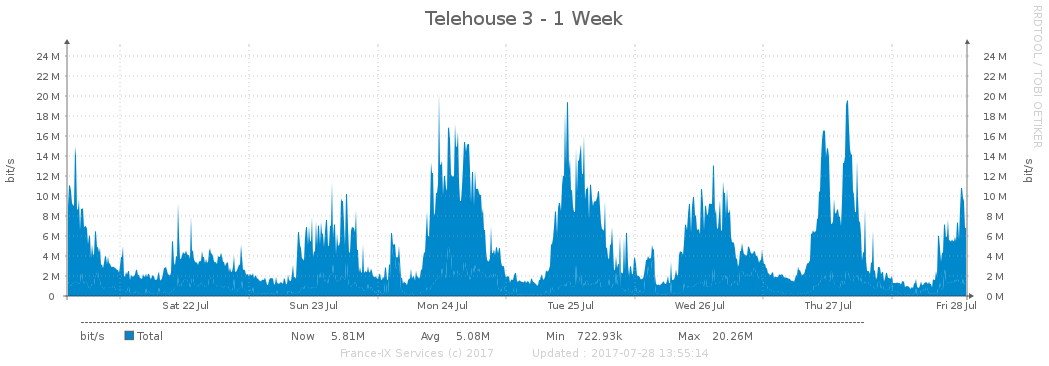 Telehouse 3 - 1 Week
RRDTOOL / TOBI OETIKER
bit/s
24 M 24 M
22 M 22 M
20 M 20 M
18 M 18 M
16 M 16 M
14 M 14 M
12 M 12 M
10 M 10 M
8 M 8 M
6 M 6 M
4 M 4 M
2 M 2 M
0 0 M
bit/s
Sat 22 Jul Sun 23 Jul Mon 24 Jul Tue 25 Jul Wed 26 Jul Thu 27 Jul Fri 28 Jul
bit/s Total Now 5.81M Avg 5.08M Min 722.93k Max 20.26M
France-IX Services (c) 2017 Updated : 2017-07-28 13:55:14